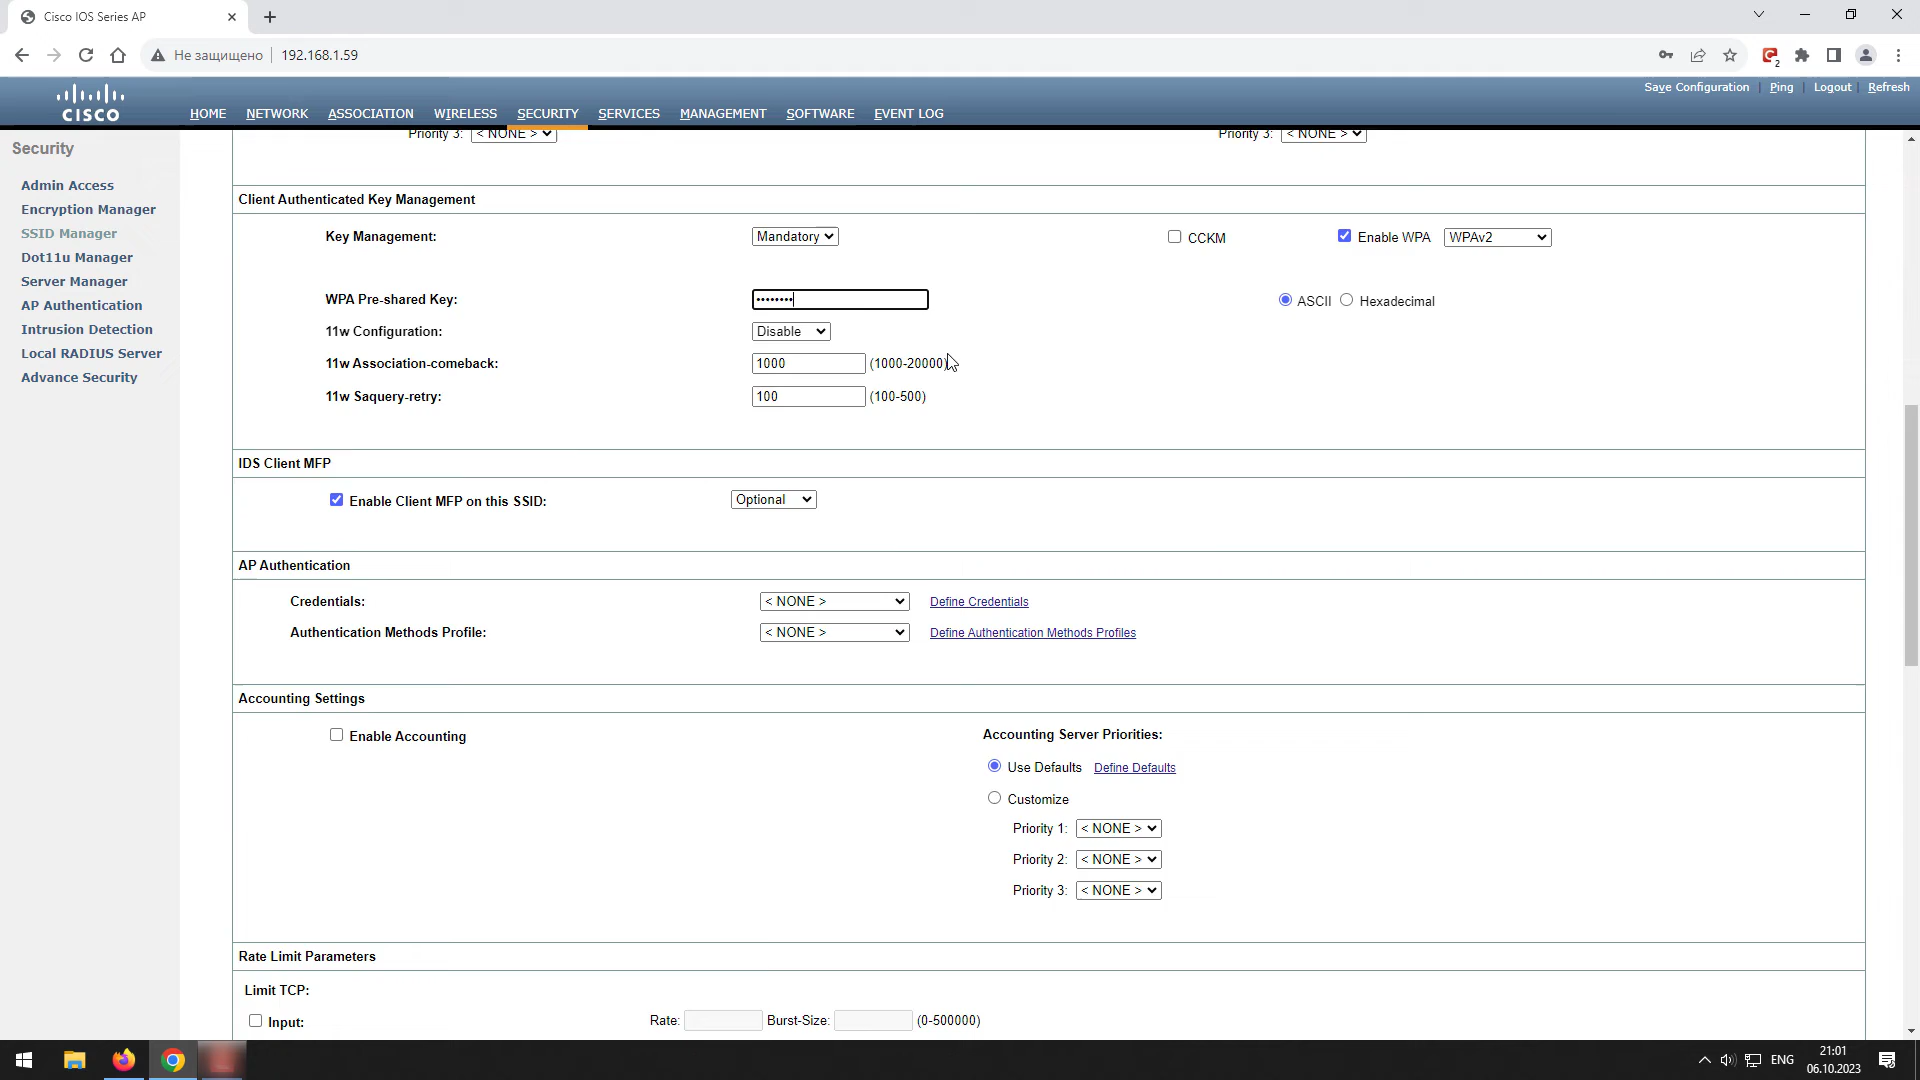 Cisco IOS Series AP
Не защищено 192.168.1.59
2
Save Configuration Ping Logout Refresh
CISCO
HOME NETWORK ASSOCIATION WIRELESS SECURITY SERVICES MANAGEMENT SOFTWARE EVENT LOG
Security
Admin Access
Encryption Manager
SSID Manager
Dot11u Manager
Server Manager
AP Authentication
Intrusion Detection
Local RADIUS Server
Advance Security
Priority 3: < NONE > Priority 3: < NONE >
Client Authenticated Key Management
Key Management: Mandatory CCKM Enable WPA WPAv2
WPA Pre-shared Key: •••••••• ASCII Hexadecimal
11w Configuration: Disable
11w Association-comeback: 1000 (1000-20000)
11w Saquery-retry: 100 (100-500)
IDS Client MFP
Enable Client MFP on this SSID: Optional
AP Authentication
Credentials: < NONE > Define Credentials
Authentication Methods Profile: < NONE > Define Authentication Methods Profiles
Accounting Settings
Enable Accounting Accounting Server Priorities:
Use Defaults Define Defaults
Customize
Priority 1: < NONE >
Priority 2: < NONE >
Priority 3: < NONE >
Rate Limit Parameters
Limit TCP:
Input: Rate: Burst-Size: (0-500000)
ENG
21:01
06.10.2023